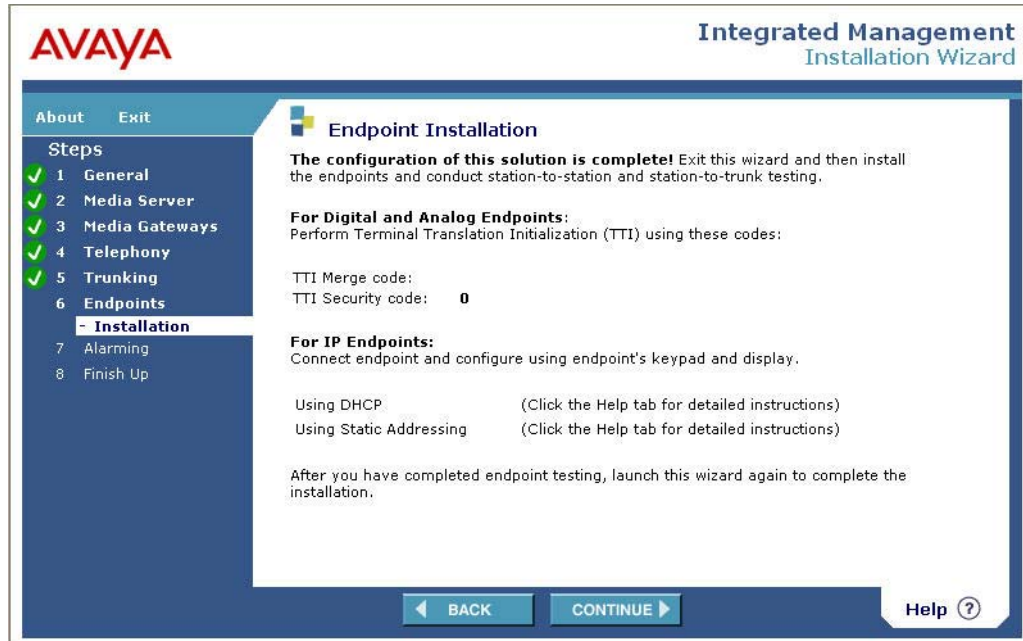 AVAYA
Integrated Management
Installation Wizard
About Exit
Steps
1 General
2 Media Server
3 Media Gateways
4 Telephony
5 Trunking
6 Endpoints
- Installation
7 Alarming
8 Finish Up
Endpoint Installation
The configuration of this solution is complete! Exit this wizard and then install
the endpoints and conduct station-to-station and station-to-trunk testing.
For Digital and Analog Endpoints:
Perform Terminal Translation Initialization (TTI) using these codes:
TTI Merge code:
TTI Security code: 0
For IP Endpoints:
Connect endpoint and configure using endpoint's keypad and display.
Using DHCP (Click the Help tab for detailed instructions)
Using Static Addressing (Click the Help tab for detailed instructions)
After you have completed endpoint testing, launch this wizard again to complete the
installation.
BACK CONTINUE
Help ?